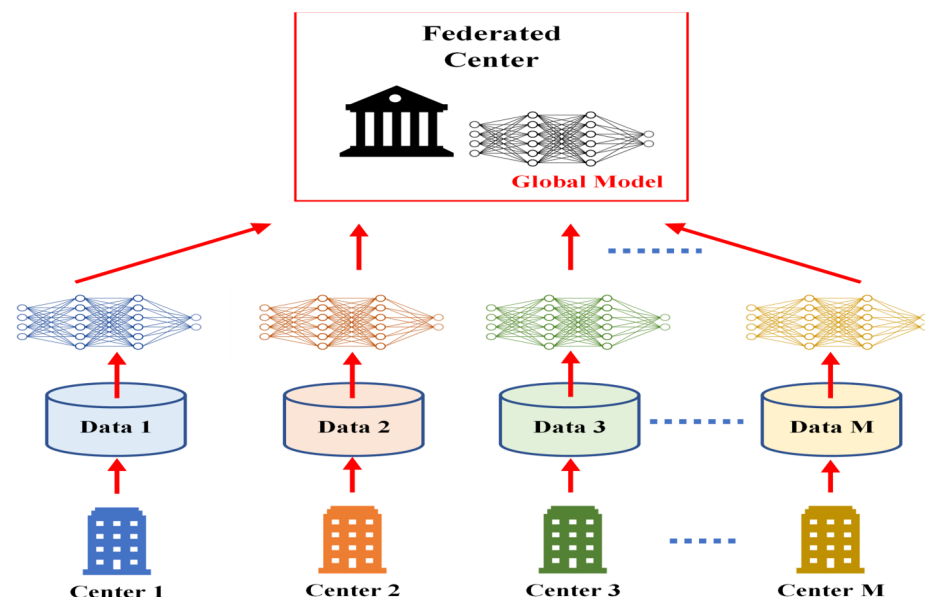 Federated
Center
Global Model
Data 1
Data 2
Data 3
Data M
Center 1
Center 2
Center 3
Center M